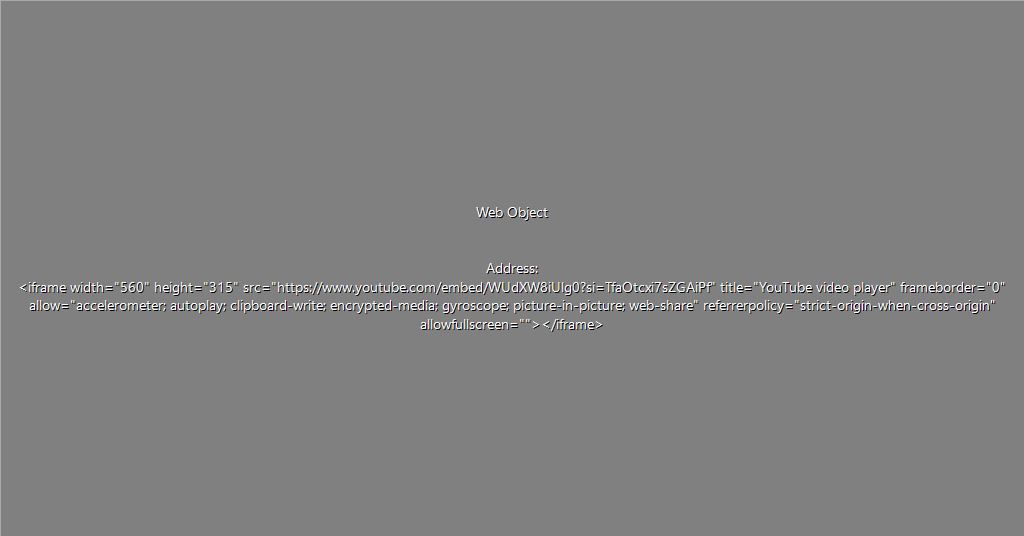 Web Object
Address:
<iframe width="560" height="315" src="https://www.youtube.com/embed/WUdXW8iUIg0?si=TfaOtcxi7sZGAiPf" title="YouTube video player" frameborder="0"
allow="accelerometer; autoplay; clipboard-write; encrypted-media; gyroscope; picture-in-picture; web-share" referrerpolicy="strict-origin-when-cross-origin"
allowfullscreen=""></iframe>